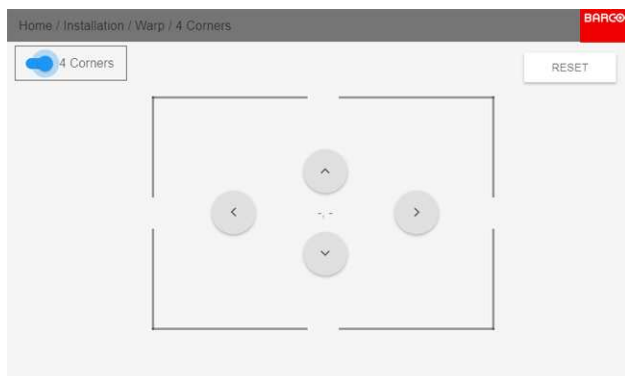 Home / Installation / Warp / 4 Corners
BARCO
4 Corners
RESET
-, -